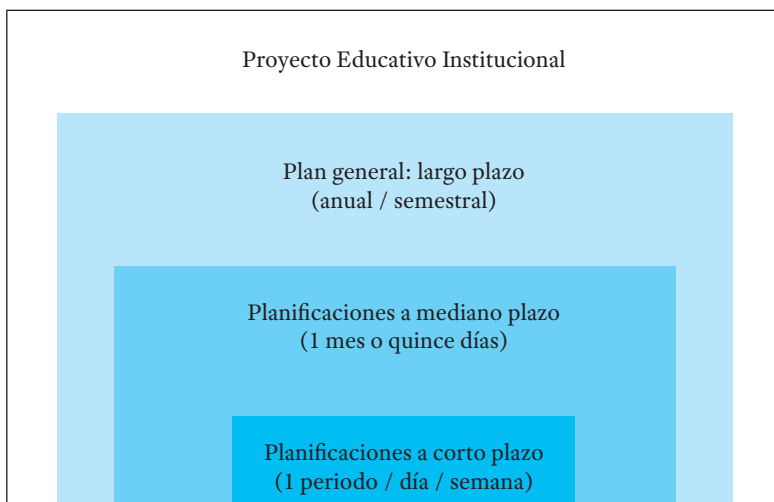 Proyecto Educativo Institucional
Plan general: largo plazo
(anual / semestral)
Planificaciones a mediano plazo
(1 mes o quince días)
Planificaciones a corto plazo
(1 periodo / día / semana)